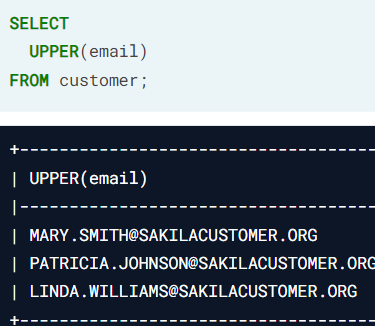 SELECT
  UPPER(email)
FROM customer;
+-----------------------------------
| UPPER(email)
|-----------------------------------
| MARY.SMITH@SAKILACUSTOMER.ORG
| PATRICIA.JOHNSON@SAKILACUSTOMER.ORG
| LINDA.WILLIAMS@SAKILACUSTOMER.ORG
+-----------------------------------